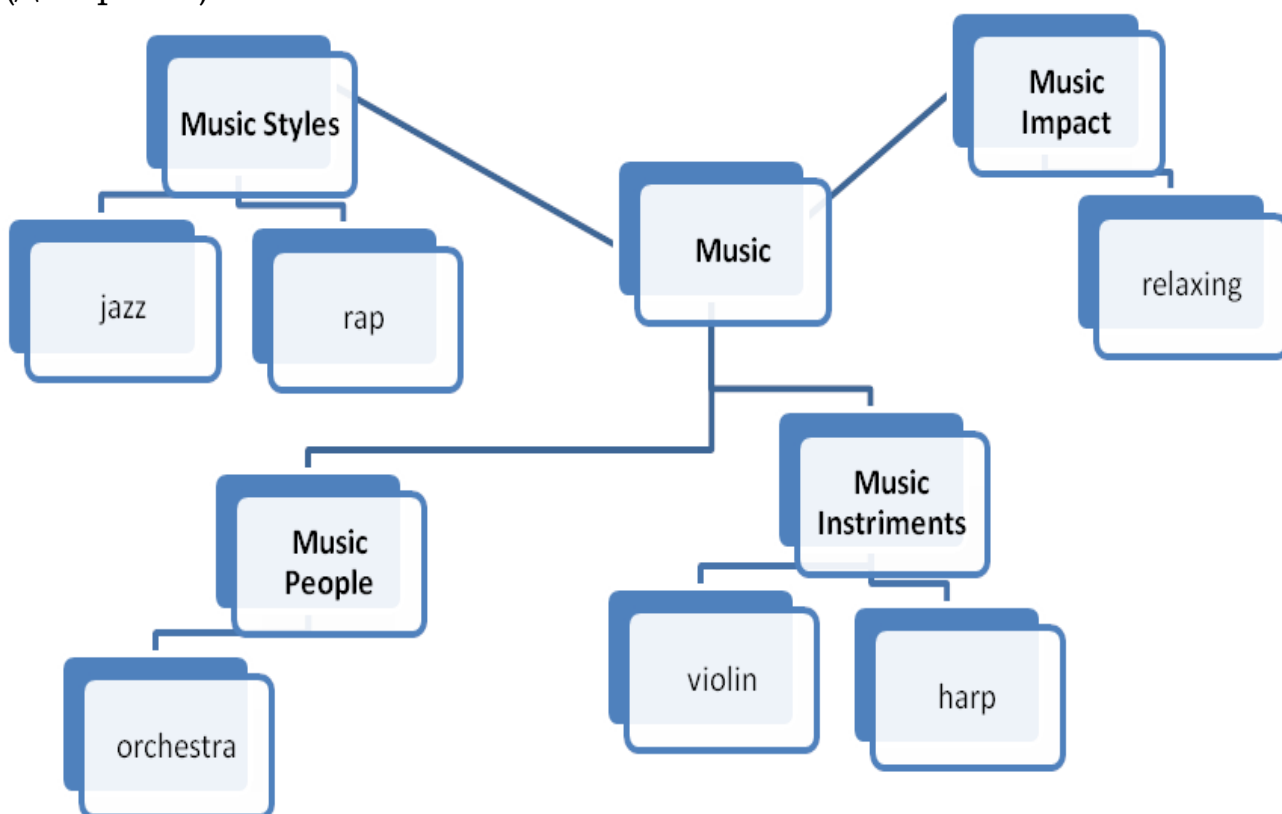 Music Styles
Music
Impact
Music
jazz
rap
relaxing
Music
People
Music
Instriments
orchestra
violin
harp